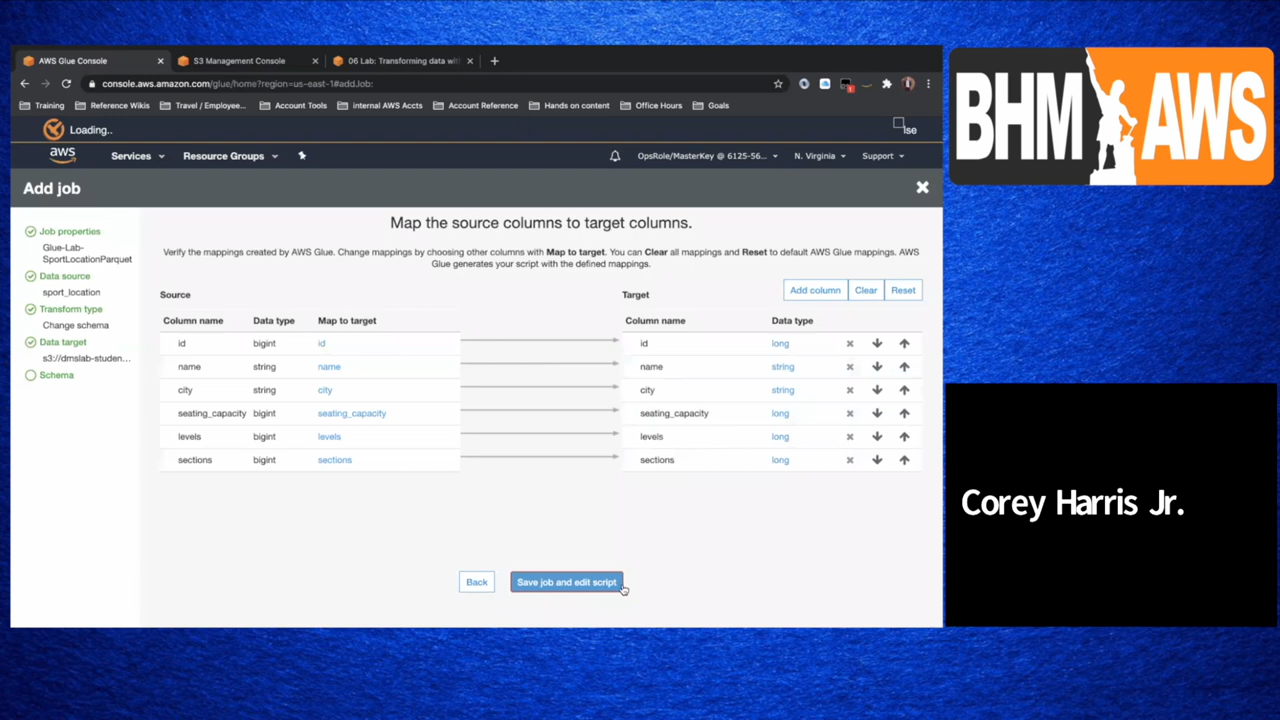 AWS Glue Console
S3 Management Console
06 Lab: Transforming data wit
console.aws.amazon.com/glue/home?region=us-east-1#addJob:
Training
Reference Wikis
Travel / Employee...
Account Tools
internal AWS Accts
Account Reference
Hands on content
Office Hours
Goals
Loading..
lse
aws
Services
Resource Groups
OpsRole/MasterKey @ 6125-56...
N. Virginia
Support
Add job
Job properties
Glue-Lab-
SportLocationParquet
Data source
sport_location
Transform type
Change schema
Data target
s3://dmslab-studen...
Schema
Map the source columns to target columns.
Verify the mappings created by AWS Glue. Change mappings by choosing other columns with Map to target. You can Clear all mappings and Reset to default AWS Glue mappings. AWS
Glue generates your script with the defined mappings.
Add column Clear Reset
Source Target
Column name Data type Map to target Column name Data type
id bigint id id long
name string name name string
city string city city string
seating_capacity bigint seating_capacity seating_capacity long
levels bigint levels levels long
sections bigint sections sections long
Back Save job and edit script
BHM AWS
Corey Harris Jr.